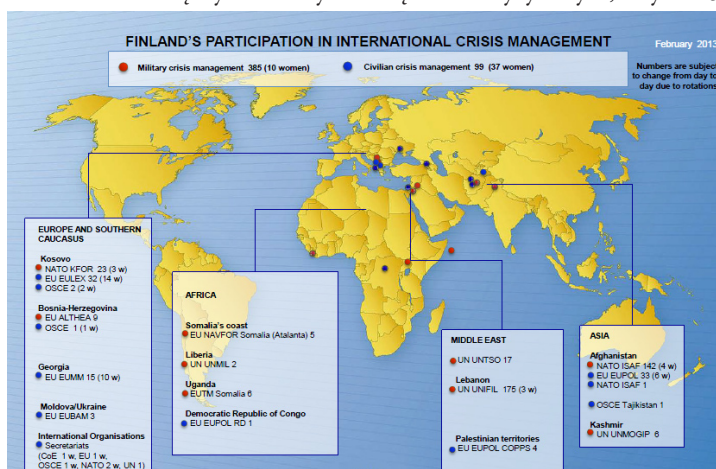 FINLAND'S PARTICIPATION IN INTERNATIONAL CRISIS MANAGEMENT
February 2013
Military crisis management 385 (10 women)
Civilian crisis management 99 (37 women)
Numbers are subject
to change from day to
day due to rotations
EUROPE AND SOUTHERN
CAUCASUS
Kosovo
NATO KFOR 23 (3 w)
EU EULEX 32 (14 w)
OSCE 2 (2 w)
Bosnia-Herzegovina
EU ALTHEA 9
OSCE 1 (1 w)
Georgia
EU EUMM 15 (10 w)
Moldova/Ukraine
EU EUBAM 3
International Organisations
Secretariats
(CoE 1 w, EU 1 w,
OSCE 1 w, NATO 2 w, UN 1)
AFRICA
Somalia's coast
EU NAVFOR Somalia (Atalanta) 5
Liberia
UN UNMIL 2
Uganda
EUTM Somalia 6
Democratic Republic of Congo
EU EUPOL RD 1
MIDDLE EAST
UN UNTSO 17
Lebanon
UN UNIFIL 175 (3 w)
Palestinian territories
EU EUPOL COPPS 4
ASIA
Afghanistan
NATO ISAF 142 (4 w)
EU EUPOL 33 (6 w)
NATO ISAF 1
OSCE Tajikistan 1
Kashmir
UN UNMOGIP 6